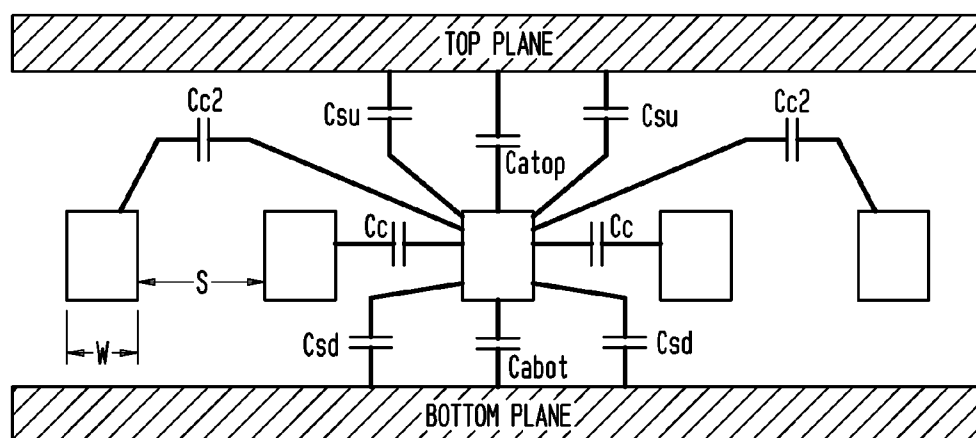 TOP PLANE
Cc2
Csu
Csu
Cc2
Catop
Cc
Cc
S
W
Csd
Csd
Cabot
BOTTOM PLANE